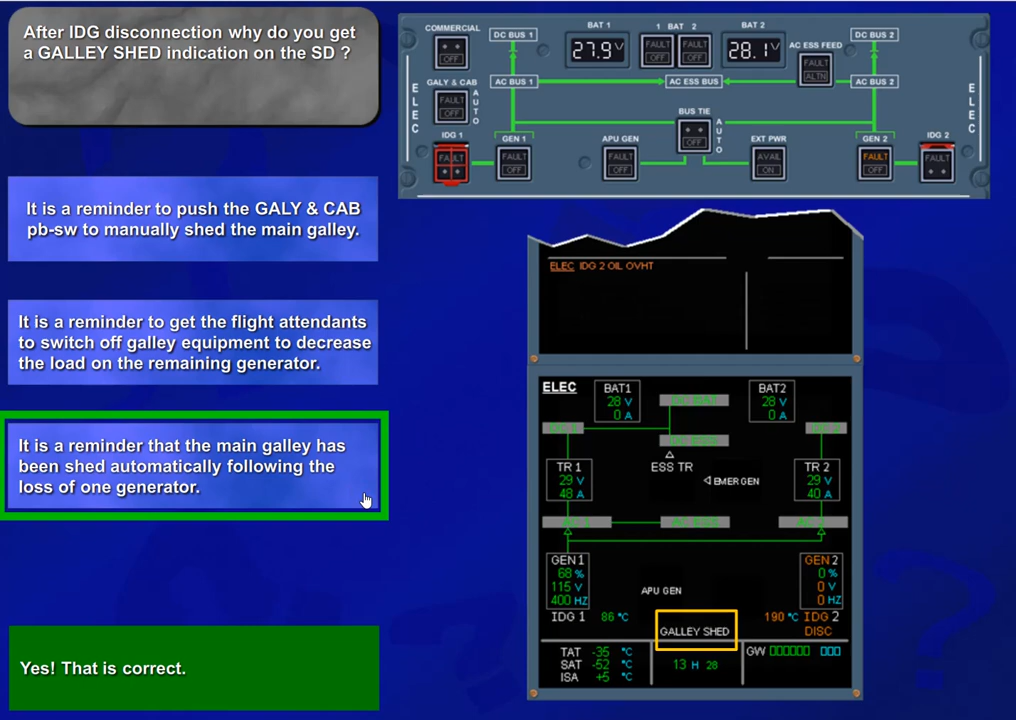 After IDG disconnection why do you get
a GALLEY SHED indication on the SD ?
It is a reminder to push the GALY & CAB
pb-sw to manually shed the main galley.
It is a reminder to get the flight attendants
to switch off galley equipment to decrease
the load on the remaining generator.
It is a reminder that the main galley has
been shed automatically following the
loss of one generator.
Yes! That is correct.
COMMERCIAL
OFF
GALY & CAB
FAULT
OFF
AUTO
ELEC
DC BUS 1
BAT 1
27.9 V
1 BAT 2
FAULT
OFF
FAULT
OFF
BAT 2
28.1 V
AC ESS FEED
FAULT
ALTN
DC BUS 2
AC BUS 1
AC ESS BUS
AC BUS 2
BUS TIE
OFF
AUTO
ELEC
IDG 1
FAULT
GEN 1
FAULT
OFF
APU GEN
FAULT
OFF
EXT PWR
AVAIL
ON
GEN 2
FAULT
OFF
IDG 2
FAULT
ELEC IDG 2 OIL OVHT
ELEC
BAT1
28 V
0 A
DC BAT
BAT2
28 V
0 A
DC ESS
TR 1
29 V
48 A
ESS TR
EMER GEN
TR 2
29 V
40 A
AC ESS
GEN 1
68 %
115 V
400 HZ
APU GEN
GEN 2
0 %
0 V
0 HZ
IDG 1 86 °C
190 °C IDG 2
DISC
GALLEY SHED
TAT -35 °C
SAT -52 °C
ISA +5 °C
13 H 28
GW